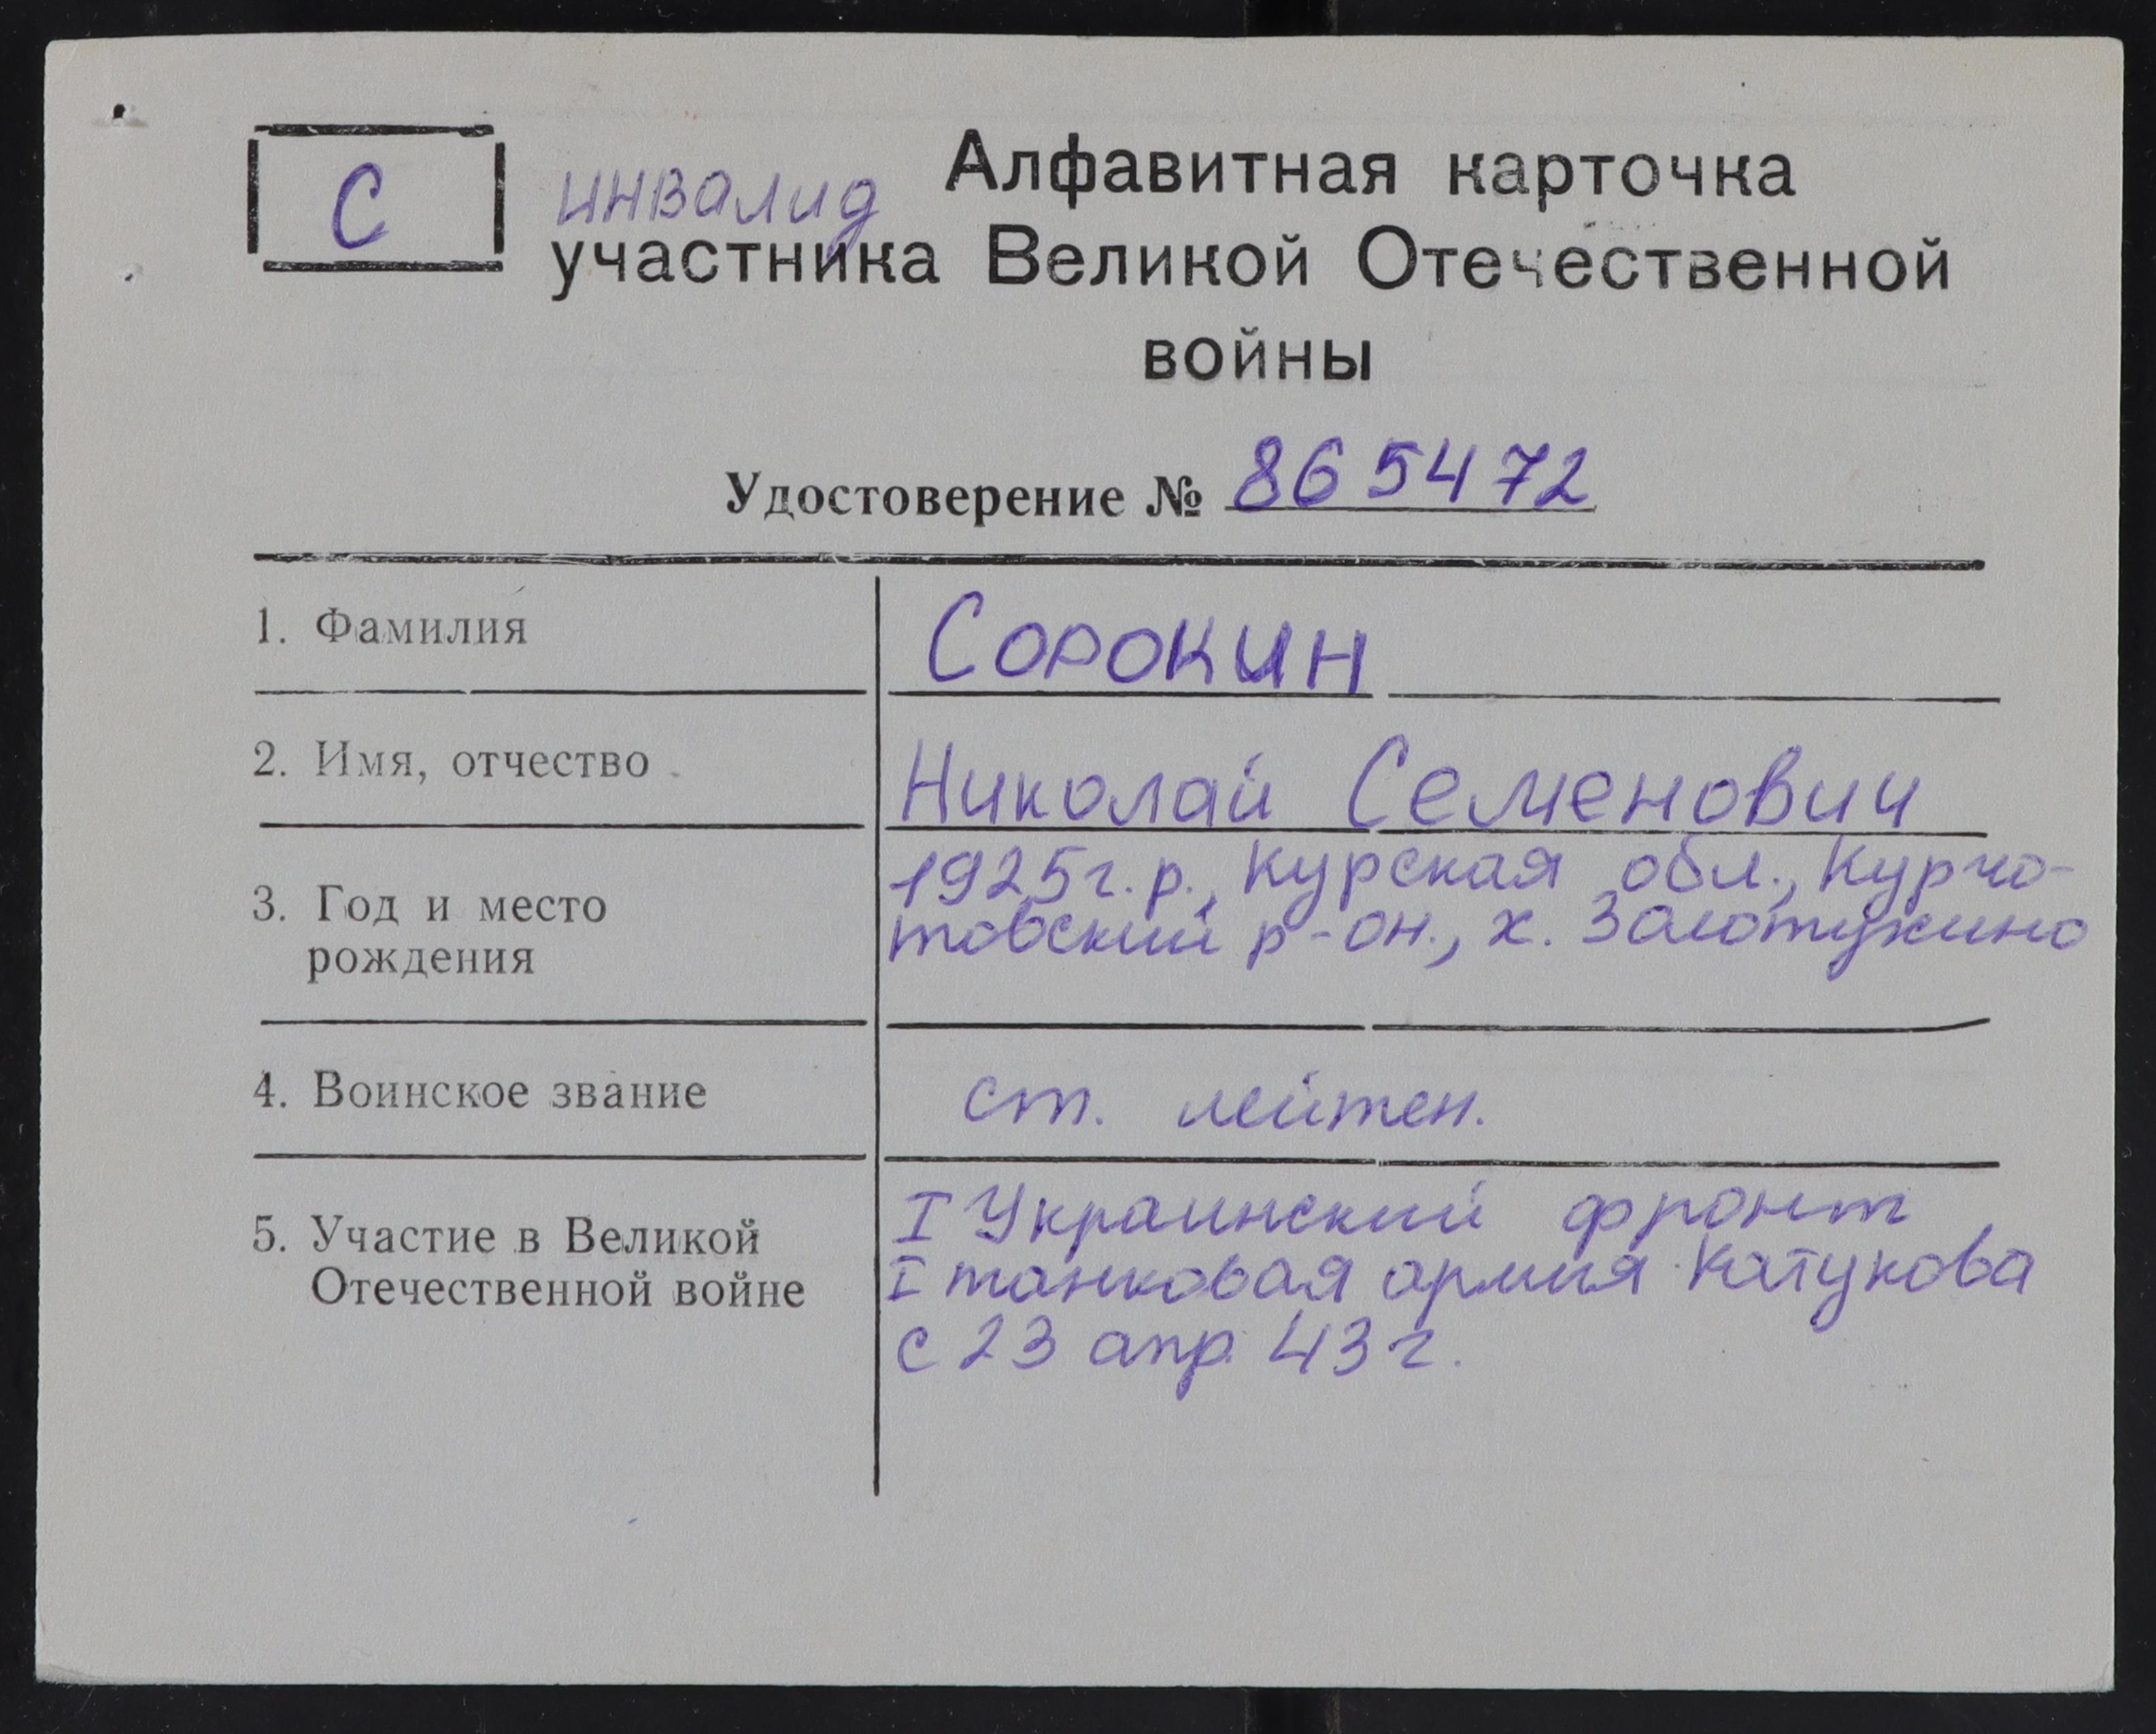 С
инвалид
Алфавитная карточка
участника Великой Отечественной
войны
Удостоверение № 865472
1. Фамилия
Сорокин
2. Имя, отчество
Николай Семенович
3. Год и место
рождения
1925г.р., Курская обл., Курча-
товский р-он., х. Золотухино
4. Воинское звание
ст. лейтен.
5. Участие в Великой
Отечественной войне
I Украинский фронт,
I танковая армия Катукова
с 23 апр. 43 г.